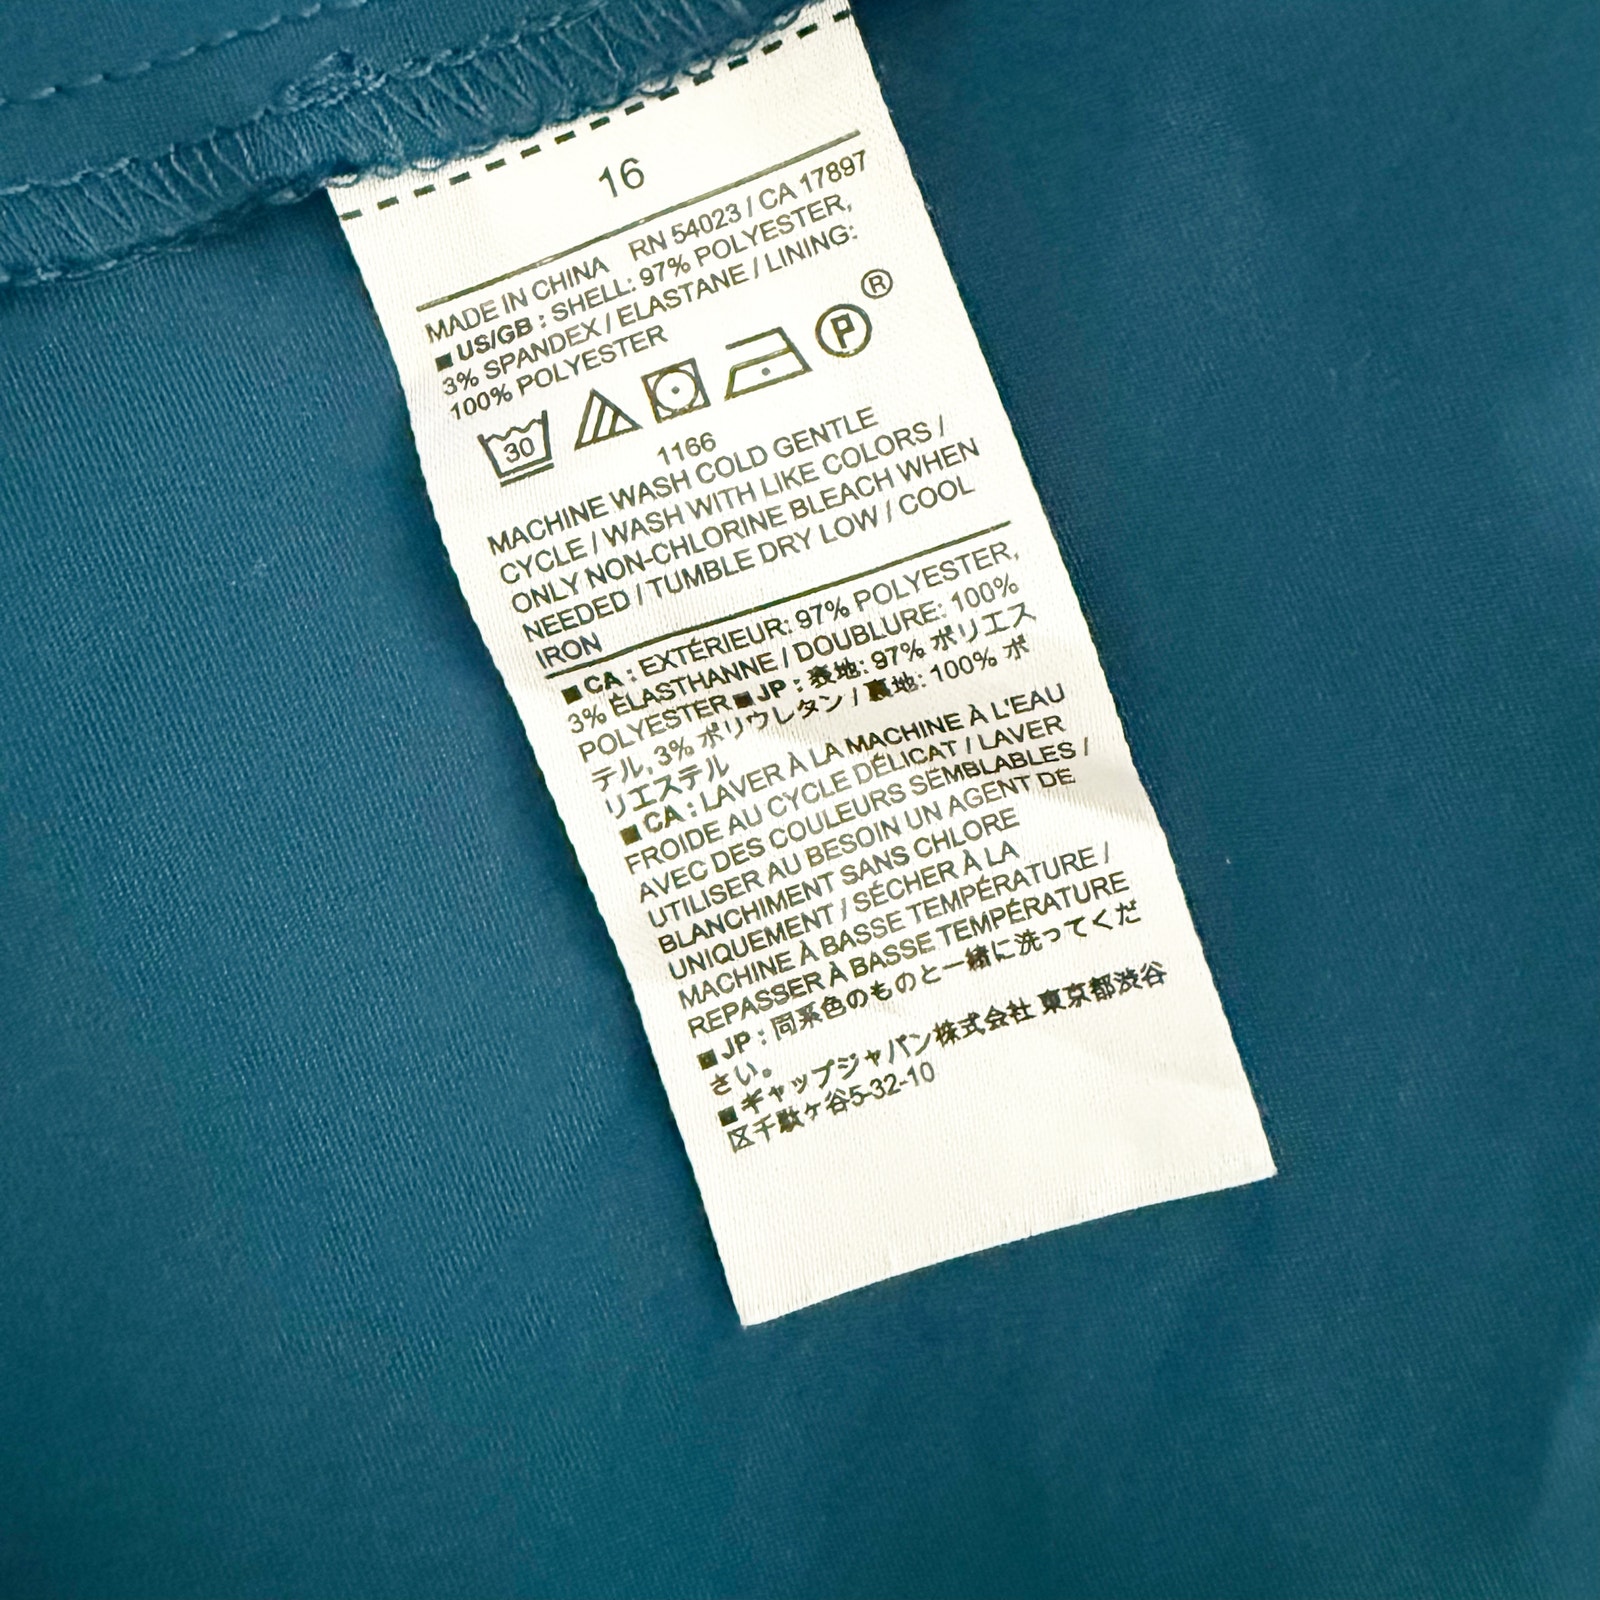 16
MADE IN CHINA RN 54023 / CA 17897
■ US/GB : SHELL: 97% POLYESTER,
3% SPANDEX / ELASTANE / LINING:
100% POLYESTER
30 P ®
1166
MACHINE WASH COLD GENTLE
CYCLE / WASH WITH LIKE COLORS /
ONLY NON-CHLORINE BLEACH WHEN
NEEDED / TUMBLE DRY LOW / COOL
IRON
■ CA : EXTÉRIEUR: 97% POLYESTER,
3% ÉLASTHANNE / DOUBLURE: 100%
POLYESTER ■ JP : 表地: 97% ポリエス
テル, 3% ポリウレタン / 裏地: 100% ポ
リエステル
■ CA : LAVER À LA MACHINE À L'EAU
FROIDE AU CYCLE DÉLICAT / LAVER
AVEC DES COULEURS SEMBLABLES /
UTILISER AU BESOIN UN AGENT DE
BLANCHIMENT SANS CHLORE
UNIQUEMENT / SÉCHER À LA
MACHINE À BASSE TEMPÉRATURE /
REPASSER À BASSE TEMPÉRATURE
■ JP : 同系色のものと一緒に洗ってくだ
さい。
■ ギャップジャパン株式会社 東京都渋谷
区千駄ヶ谷5-32-10